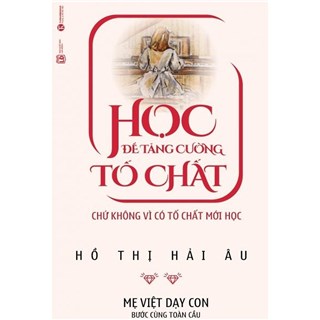 HỌC
ĐỂ TĂNG CƯỜNG
TỐ CHẤT
CHỨ KHÔNG VÌ CÓ TỐ CHẤT MỚI HỌC
HỒ THỊ HẢI ÂU
MẸ VIỆT DẠY CON
BƯỚC CÙNG TOÀN CẦU